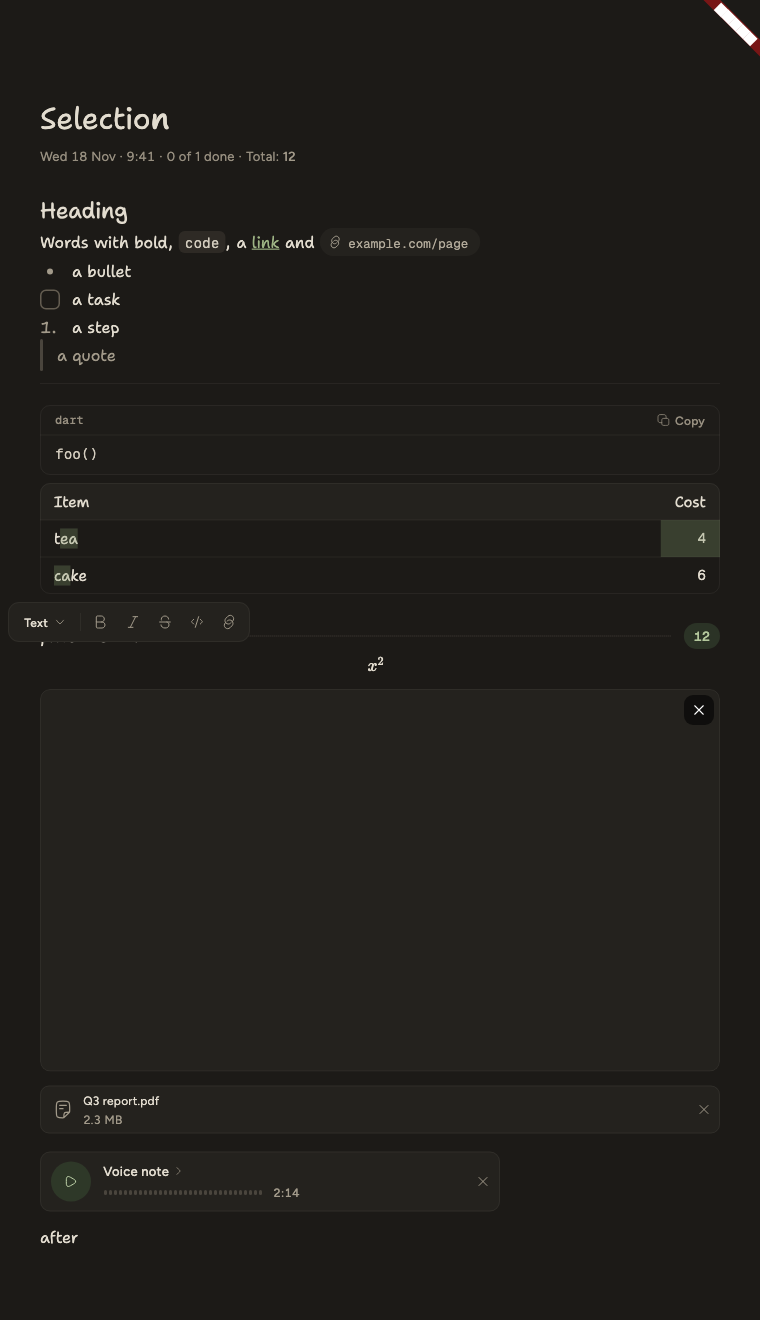 Selection
Wed 18 Nov · 9:41 · 0 of 1 done · Total: 12
Heading
Words with bold, code, a link and example.com/page
• a bullet
a task
1. a step
a quote
dart Copy
foo()
Item Cost
tea 4
cake 6
Text B I S </>
12
x²
Q3 report.pdf
2.3 MB
Voice note
2:14
after